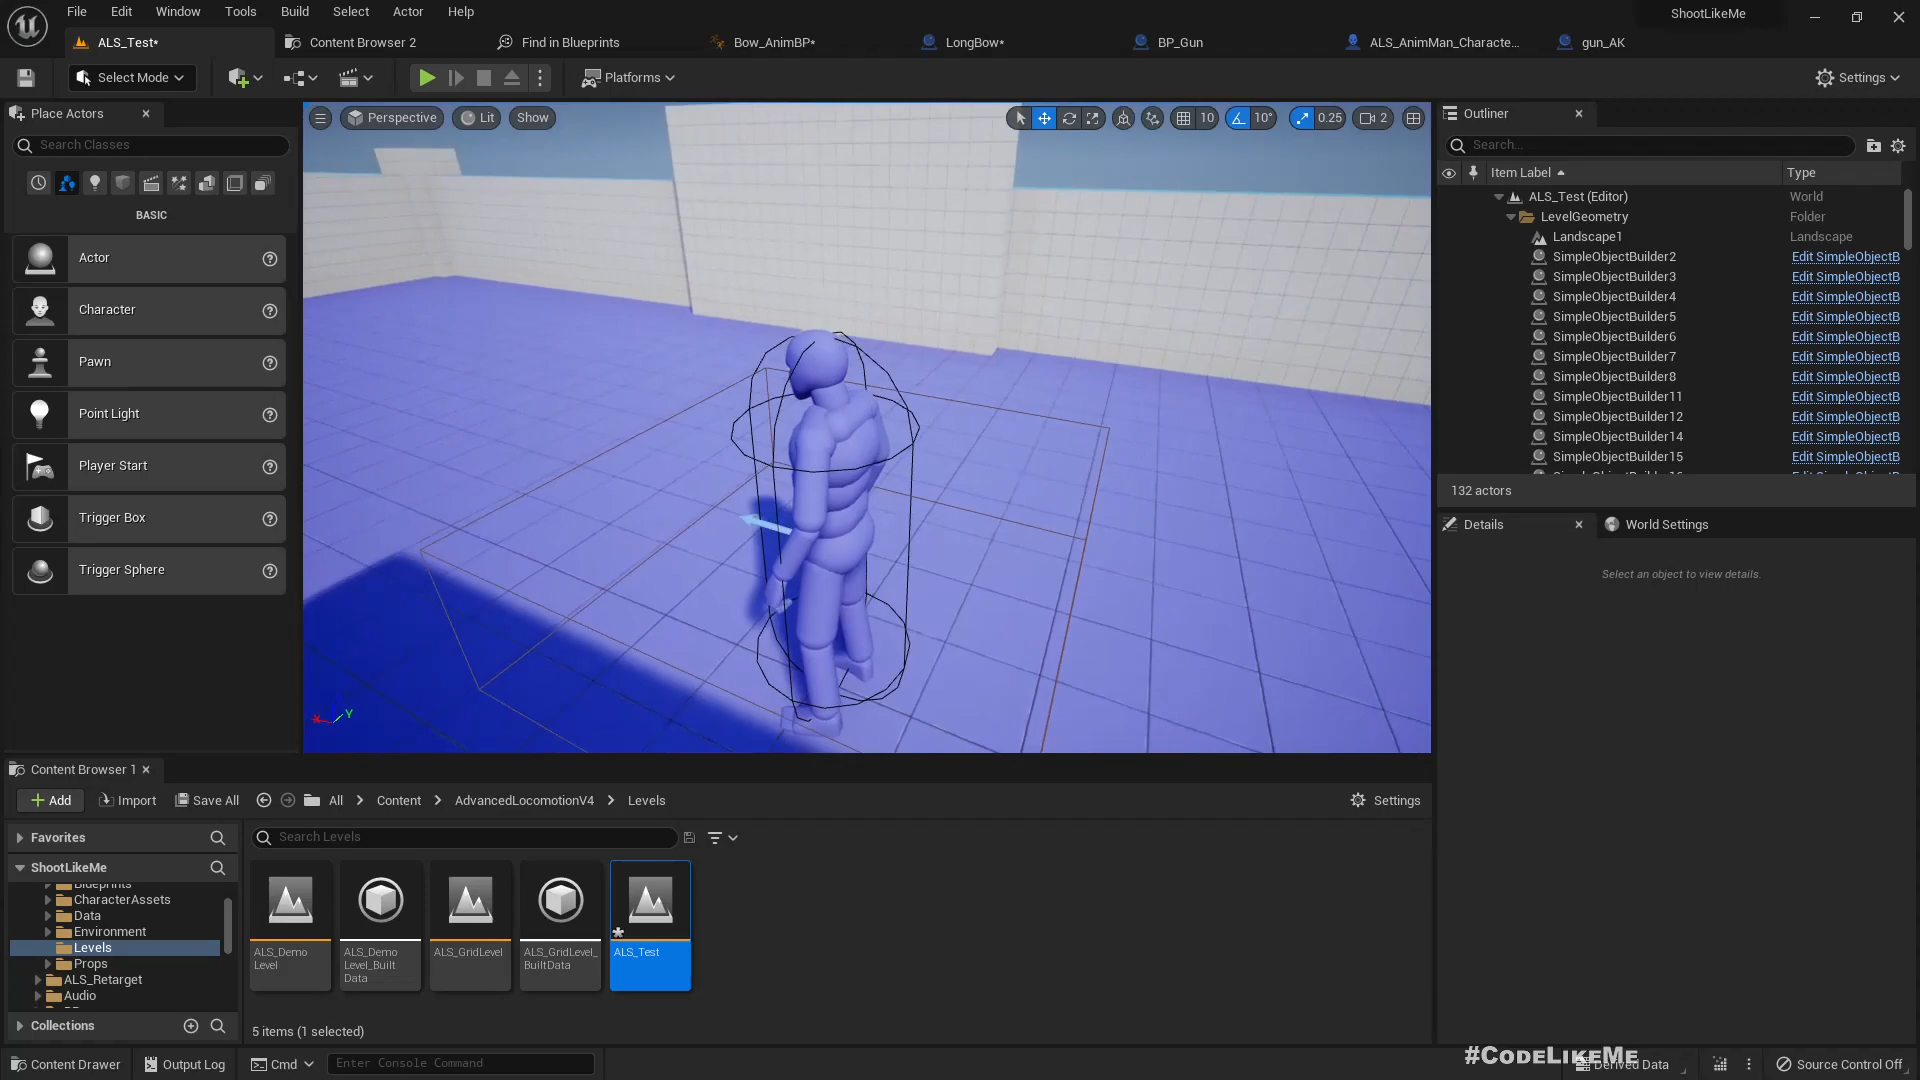 File Edit Window Tools Build Select Actor Help
ShootLikeMe
ALS_Test*
Content Browser 2
Find in Blueprints
Bow_AnimBP*
LongBow*
BP_Gun
ALS_AnimMan_Characte...
gun_AK
Select Mode
Platforms
Settings
Place Actors
Search Classes
BASIC
Actor
Character
Pawn
Point Light
Player Start
Trigger Box
Trigger Sphere
Perspective
Lit
Show
10
10°
0.25
2
X Y
Outliner
Search...
Item Label
Type
ALS_Test (Editor) World
LevelGeometry Folder
Landscape1 Landscape
SimpleObjectBuilder2 Edit SimpleObjectB
SimpleObjectBuilder3 Edit SimpleObjectB
SimpleObjectBuilder4 Edit SimpleObjectB
SimpleObjectBuilder5 Edit SimpleObjectB
SimpleObjectBuilder6 Edit SimpleObjectB
SimpleObjectBuilder7 Edit SimpleObjectB
SimpleObjectBuilder8 Edit SimpleObjectB
SimpleObjectBuilder11 Edit SimpleObjectB
SimpleObjectBuilder12 Edit SimpleObjectB
SimpleObjectBuilder14 Edit SimpleObjectB
SimpleObjectBuilder15 Edit SimpleObjectB
132 actors
Details
World Settings
Select an object to view details.
Content Browser 1
Add
Import
Save All
All > Content > AdvancedLocomotionV4 > Levels
Settings
Favorites
Search Levels
ShootLikeMe
Blueprints
CharacterAssets
Data
Environment
Levels
Props
ALS_Retarget
Audio
Collections
ALS_Demo
Level
ALS_Demo
Level_Built
Data
ALS_GridLevel
ALS_GridLevel_
BuiltData
ALS_Test
5 items (1 selected)
Content Drawer
Output Log
Cmd
Enter Console Command
#CodeLikeMe
Derived Data
Source Control Off